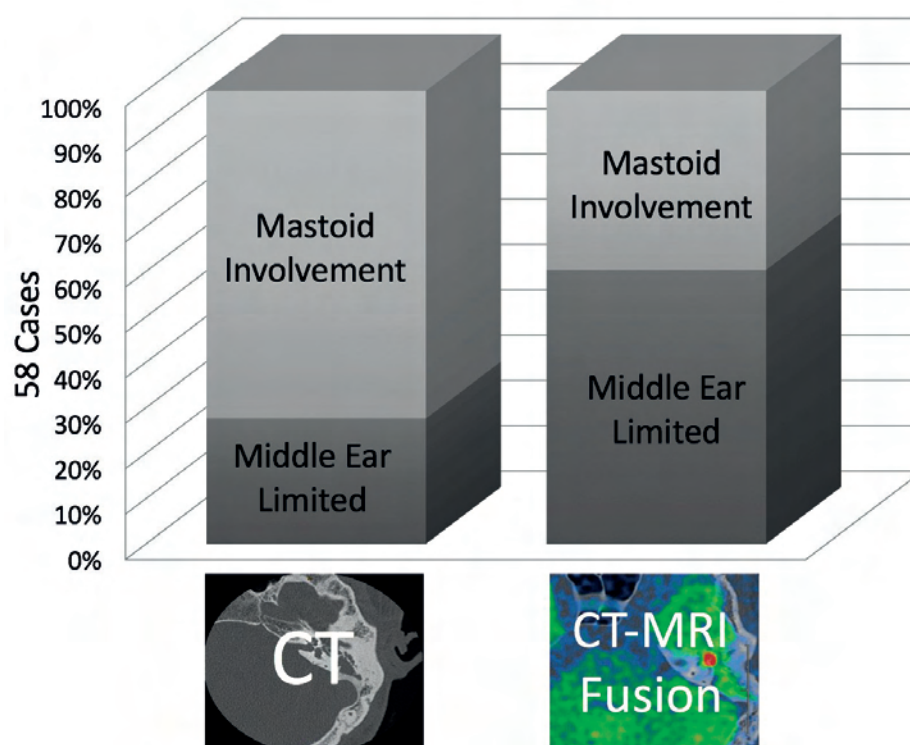 100%
90%
80%
70%
60%
50%
40%
30%
20%
10%
0%
58 Cases
Mastoid
Involvement
Middle Ear
Limited
Mastoid
Involvement
Middle Ear
Limited
CT
CT-MRI
Fusion